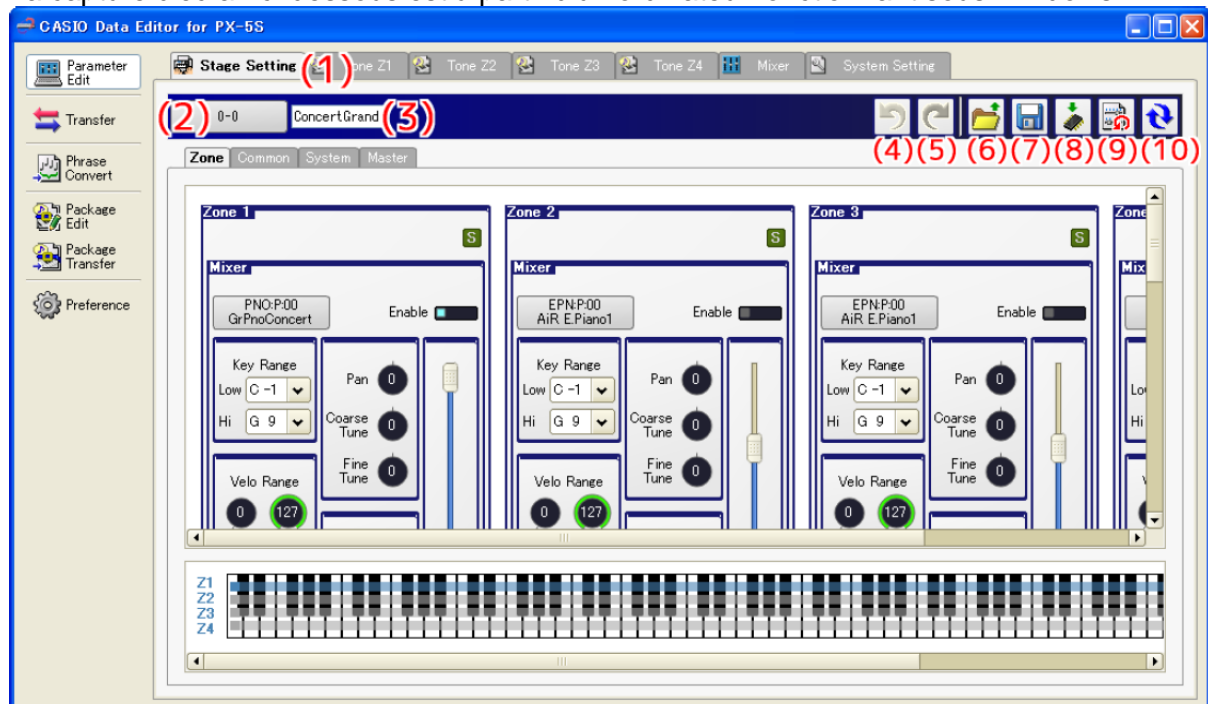 CASIO Data Editor for PX-5S
Parameter
Edit
Transfer
Phrase
Convert
Package
Edit
Package
Transfer
Preference
Stage Setting (1) Tone Z1 Tone Z2 Tone Z3 Tone Z4 Mixer System Setting
(2) 0-0 ConcertGrand (3)
(4) (5) (6) (7) (8) (9) (10)
Zone Common System Master
Zone 1
S
Mixer
PNO:P:00
GrPnoConcert
Enable
Key Range
Low C -1
Hi G 9
Pan 0
Coarse
Tune 0
Fine
Tune 0
Velo Range
0 127
Zone 2
S
Mixer
EPN:P:00
AiR E.Piano1
Enable
Key Range
Low C -1
Hi G 9
Pan 0
Coarse
Tune 0
Fine
Tune 0
Velo Range
0 127
Zone 3
S
Mixer
EPN:P:00
AiR E.Piano1
Enable
Key Range
Low C -1
Hi G 9
Pan 0
Coarse
Tune 0
Fine
Tune 0
Velo Range
0 127
Zone
Mix
Lo
Hi
Z1
Z2
Z3
Z4